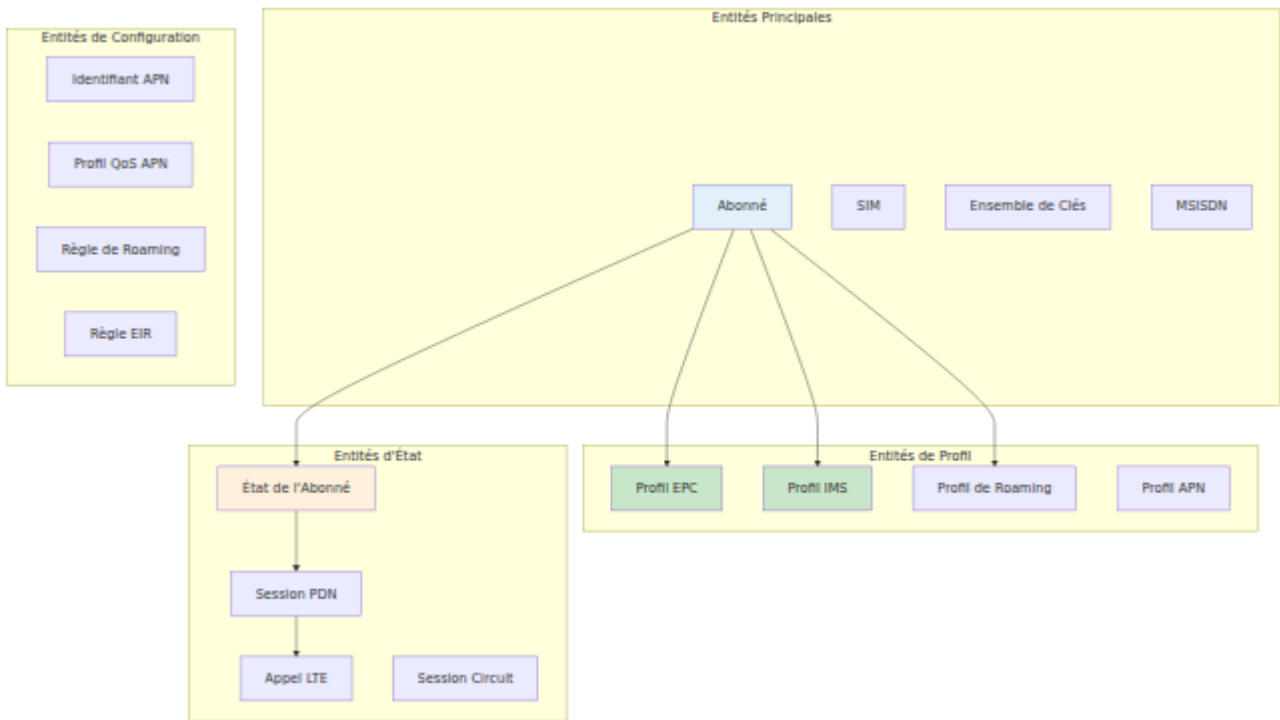 Entités Principales
Entités de Configuration
Identifiant APN
Profil QoS APN
Règle de Roaming
Règle EIR
Abonné
SIM
Ensemble de Clés
MSISDN
Entités d'État
État de l'Abonné
Session PDN
Appel LTE
Session Circuit
Entités de Profil
Profil EPC
Profil IMS
Profil de Roaming
Profil APN